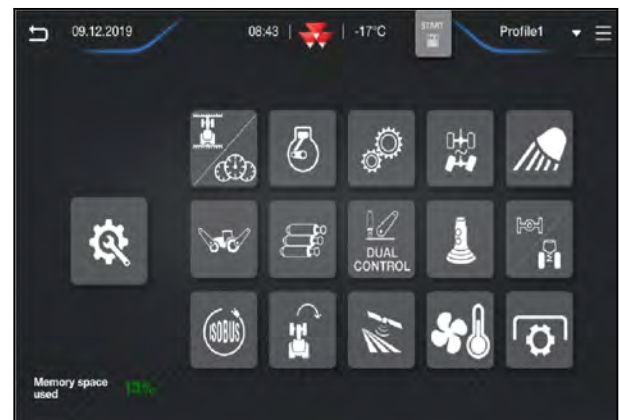 09.12.2019
08:43 | | -17°C
START
Profile1
DUAL
CONTROL
ISOBUS
Memory space
used
13%